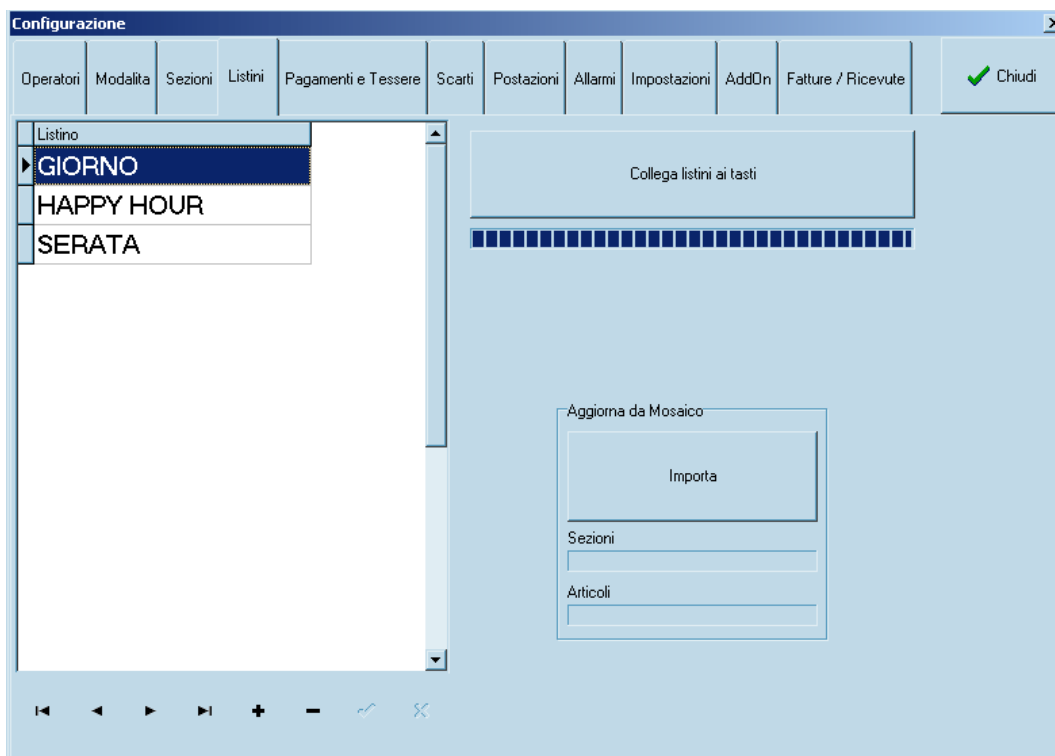 Configurazione
Operatori Modalita Sezioni Listini Pagamenti e Tessere Scarti Postazioni Allarmi Impostazioni AddOn Fatture / Ricevute Chiudi
Listino
GIORNO
HAPPY HOUR
SERATA
Collega listini ai tasti
Aggiorna da Mosaico
Importa
Sezioni
Articoli